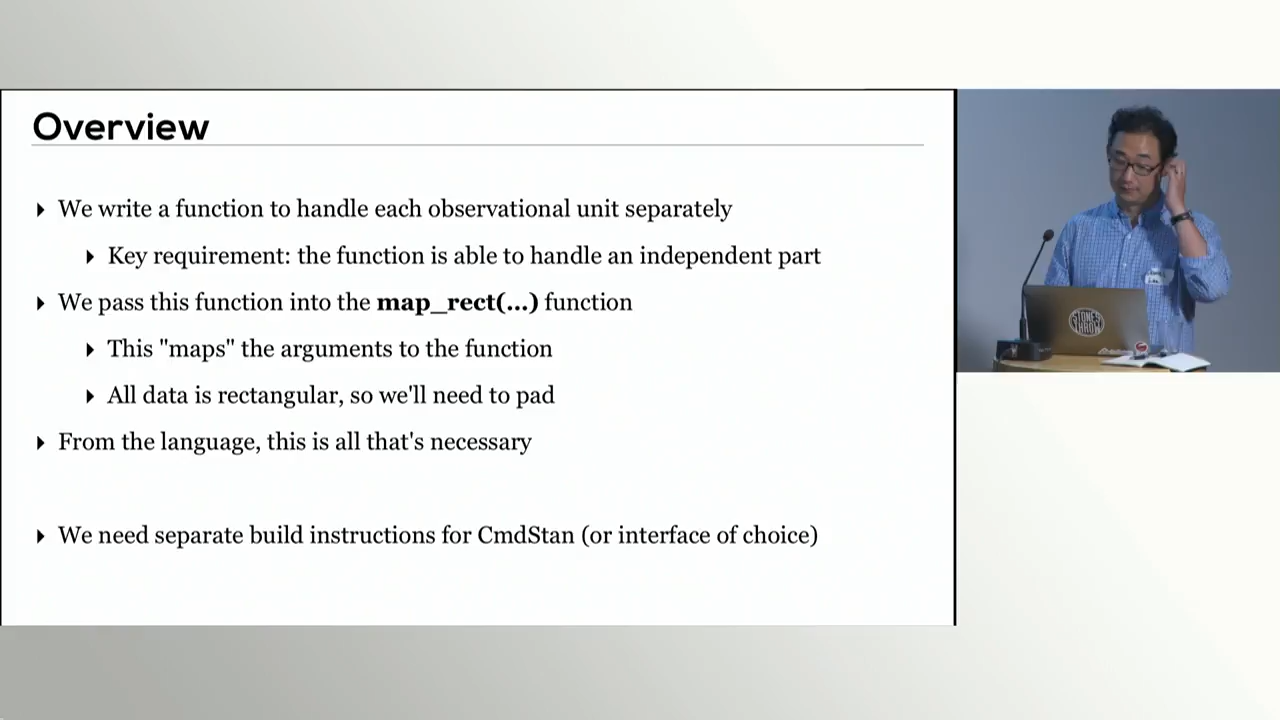 Overview
We write a function to handle each observational unit separately
Key requirement: the function is able to handle an independent part
We pass this function into the map_rect(...) function
This "maps" the arguments to the function
All data is rectangular, so we'll need to pad
From the language, this is all that's necessary
We need separate build instructions for CmdStan (or interface of choice)
STONES
THROW